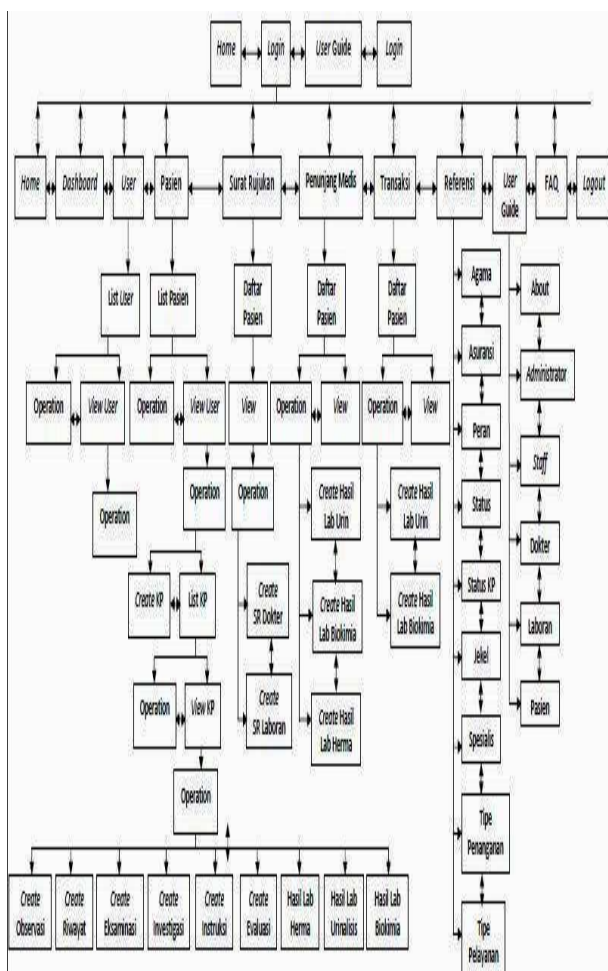 Home
Login
User Guide
Login
Home
Dashboard
User
Pasien
Surat Rujukan
Penunjang Medis
Transaksi
Referensi
User
Guide
FAQ
Logout
List User
List Pasien
Daftar
Pasien
Daftar
Pasien
Daftar
Pasien
Agama
About
Asuransi
Administrator
Operation
View User
Operation
View User
View
Operation
View
Operation
View
Peran
Staff
Operation
Operation
Operation
Create Hasil
Lab Urin
Create Hasil
Lab Urin
Status
Dokter
Create KP
List KP
Create
SR Dokter
Create Hasil
Lab Biokimia
Create Hasil
Lab Biokimia
Status KP
Laboran
Operation
View KP
Create
SR Laboran
Create Hasil
Lab Herma
Jekel
Pasien
Spesialis
Operation
Tipe
Penanganan
Create
Observasi
Create
Riwayat
Create
Eksaminasi
Create
Investigasi
Create
Instruksi
Create
Evaluasi
Hasil Lab
Herma
Hasil Lab
Urinalisis
Hasil Lab
Biokimia
Tipe
Pelayanan